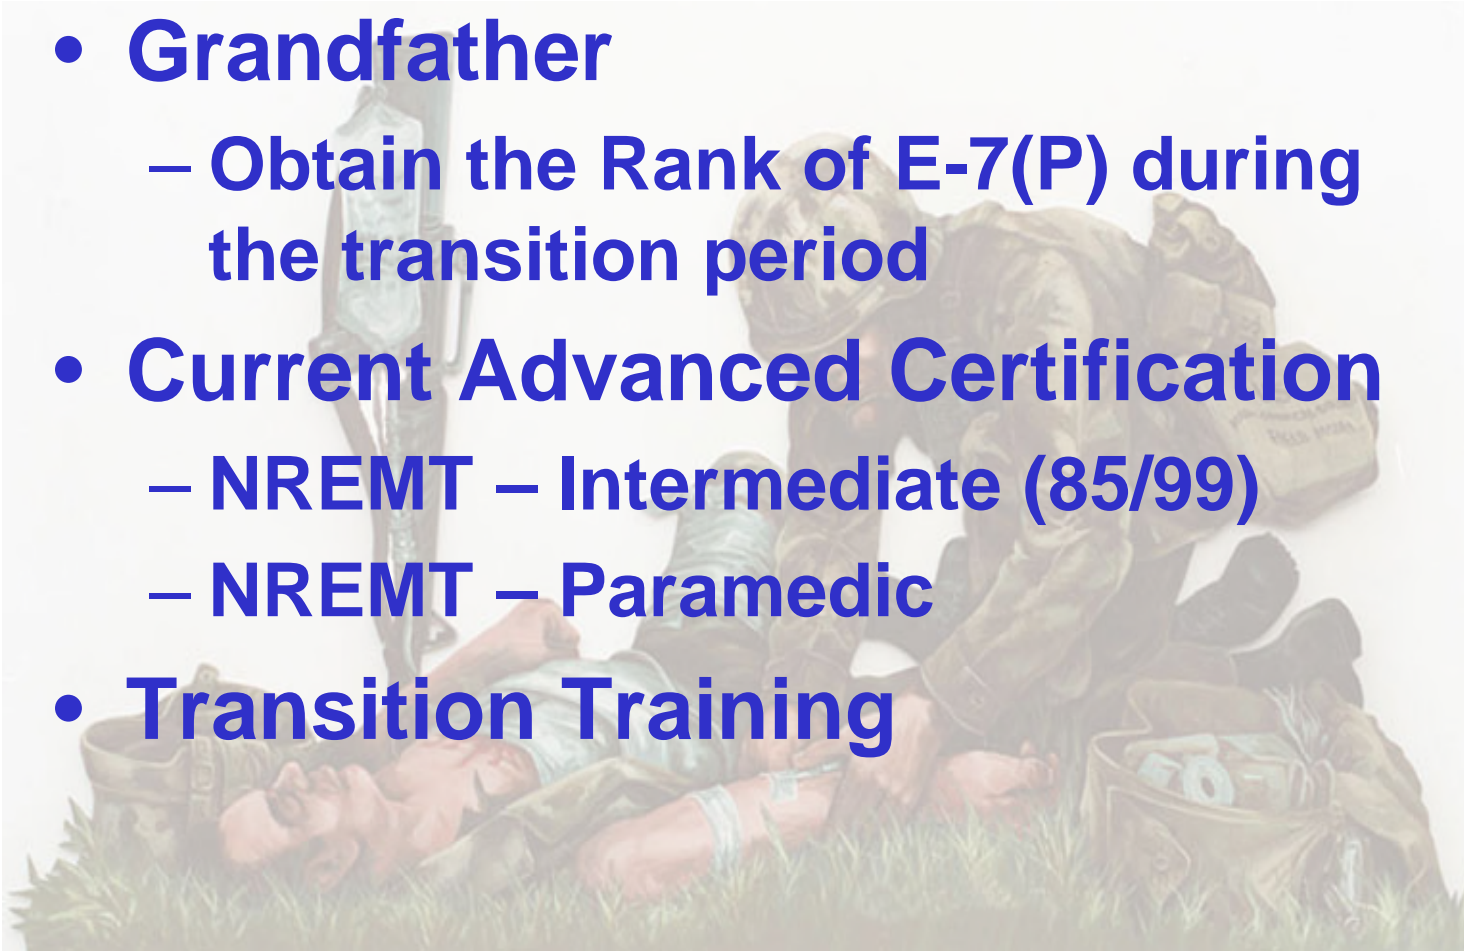 • Grandfather
– Obtain the Rank of E-7(P) during
the transition period
• Current Advanced Certification
– NREMT – Intermediate (85/99)
– NREMT – Paramedic
• Transition Training